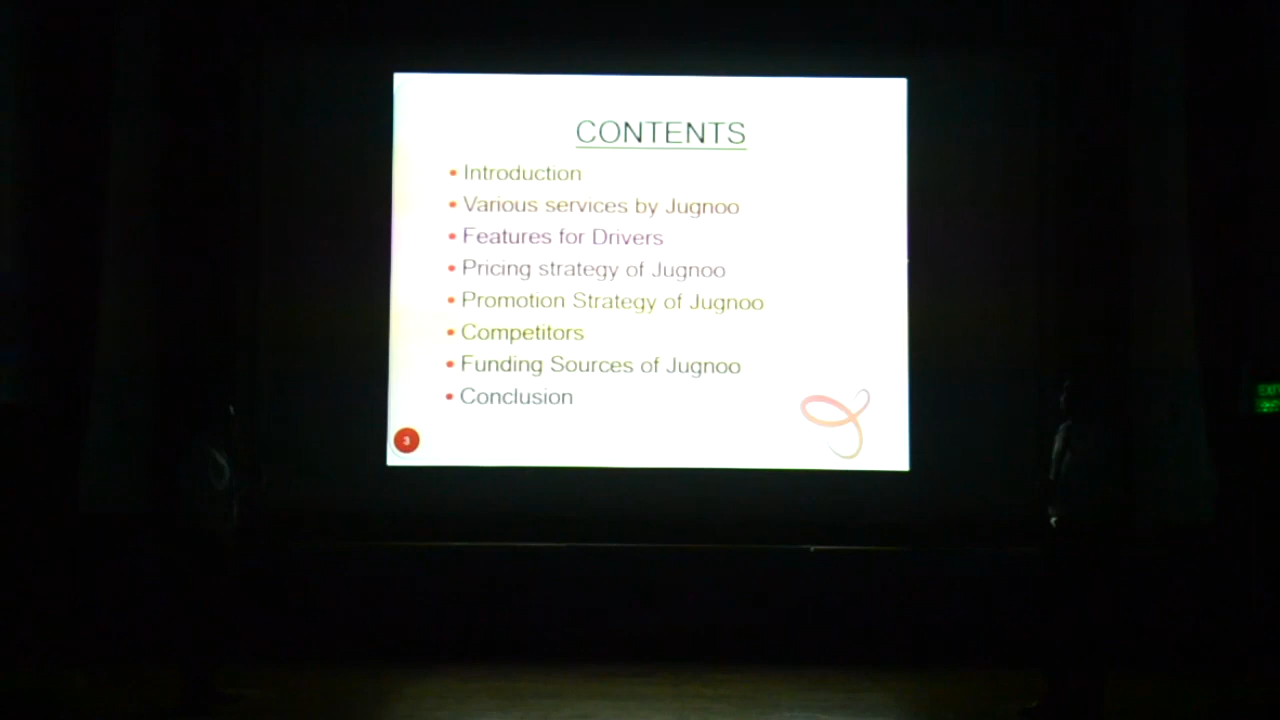 CONTENTS
• Introduction
• Various services by Jugnoo
• Features for Drivers
• Pricing strategy of Jugnoo
• Promotion Strategy of Jugnoo
• Competitors
• Funding Sources of Jugnoo
• Conclusion
3
EXIT